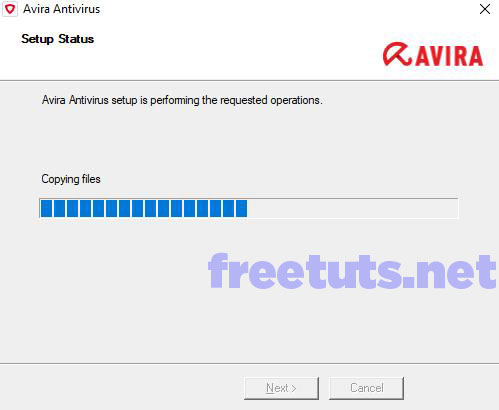 Avira Antivirus
Setup Status
AVIRA
Avira Antivirus setup is performing the requested operations.
Copying files
freetuts.net
Next >
Cancel